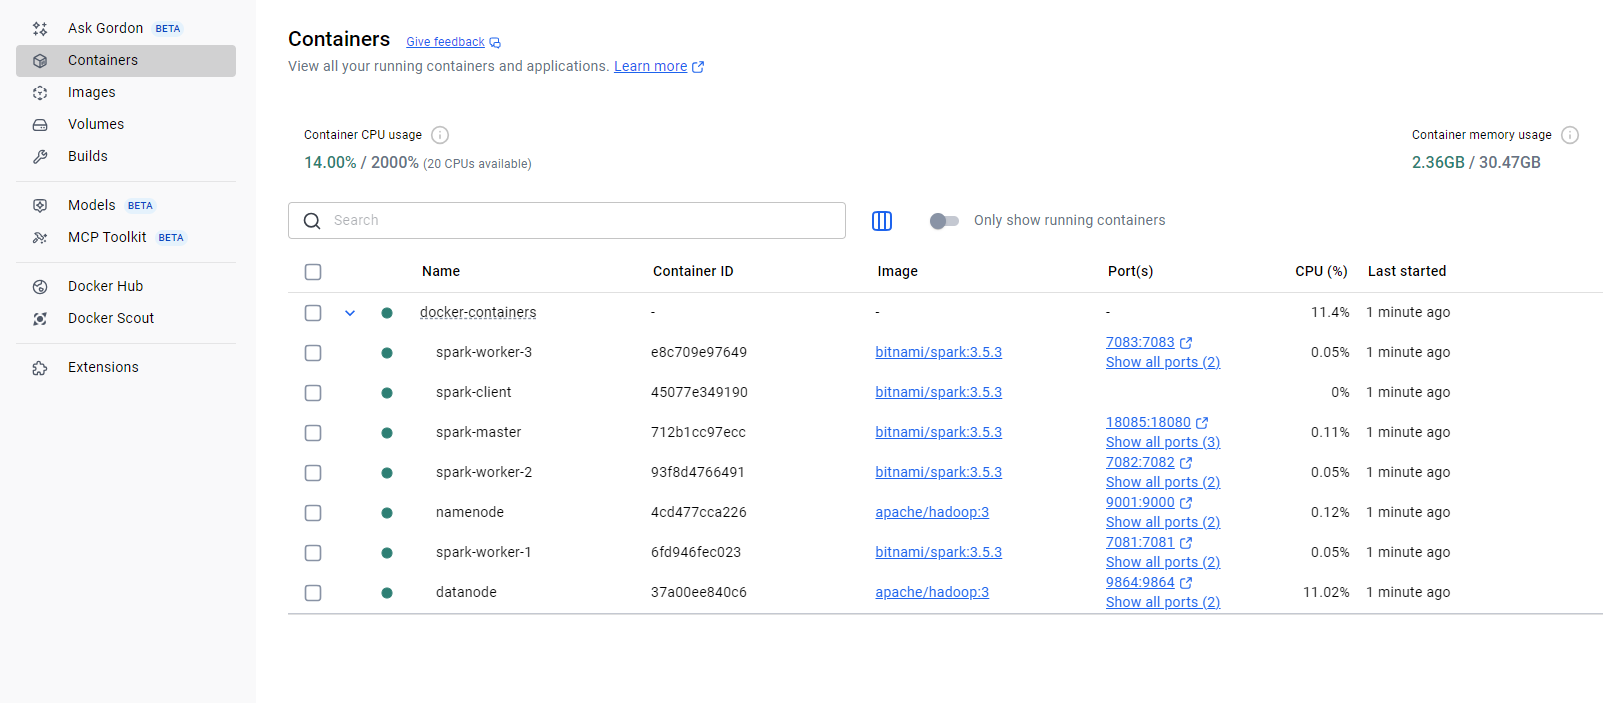 Ask Gordon BETA
Containers
Images
Volumes
Builds
Models BETA
MCP Toolkit BETA
Docker Hub
Docker Scout
Extensions
Containers Give feedback
View all your running containers and applications. Learn more
Container CPU usage
14.00% / 2000% (20 CPUs available)
Container memory usage
2.36GB / 30.47GB
Search
Only show running containers
Name Container ID Image Port(s) CPU (%) Last started
docker-containers - - - 11.4% 1 minute ago
spark-worker-3 e8c709e97649 bitnami/spark:3.5.3 7083:7083 0.05% 1 minute ago
Show all ports (2)
spark-client 45077e349190 bitnami/spark:3.5.3 0% 1 minute ago
spark-master 712b1cc97ecc bitnami/spark:3.5.3 18085:18080 0.11% 1 minute ago
Show all ports (3)
spark-worker-2 93f8d4766491 bitnami/spark:3.5.3 7082:7082 0.05% 1 minute ago
Show all ports (2)
namenode 4cd477cca226 apache/hadoop:3 9001:9000 0.12% 1 minute ago
Show all ports (2)
spark-worker-1 6fd946fec023 bitnami/spark:3.5.3 7081:7081 0.05% 1 minute ago
Show all ports (2)
datanode 37a00ee840c6 apache/hadoop:3 9864:9864 11.02% 1 minute ago
Show all ports (2)